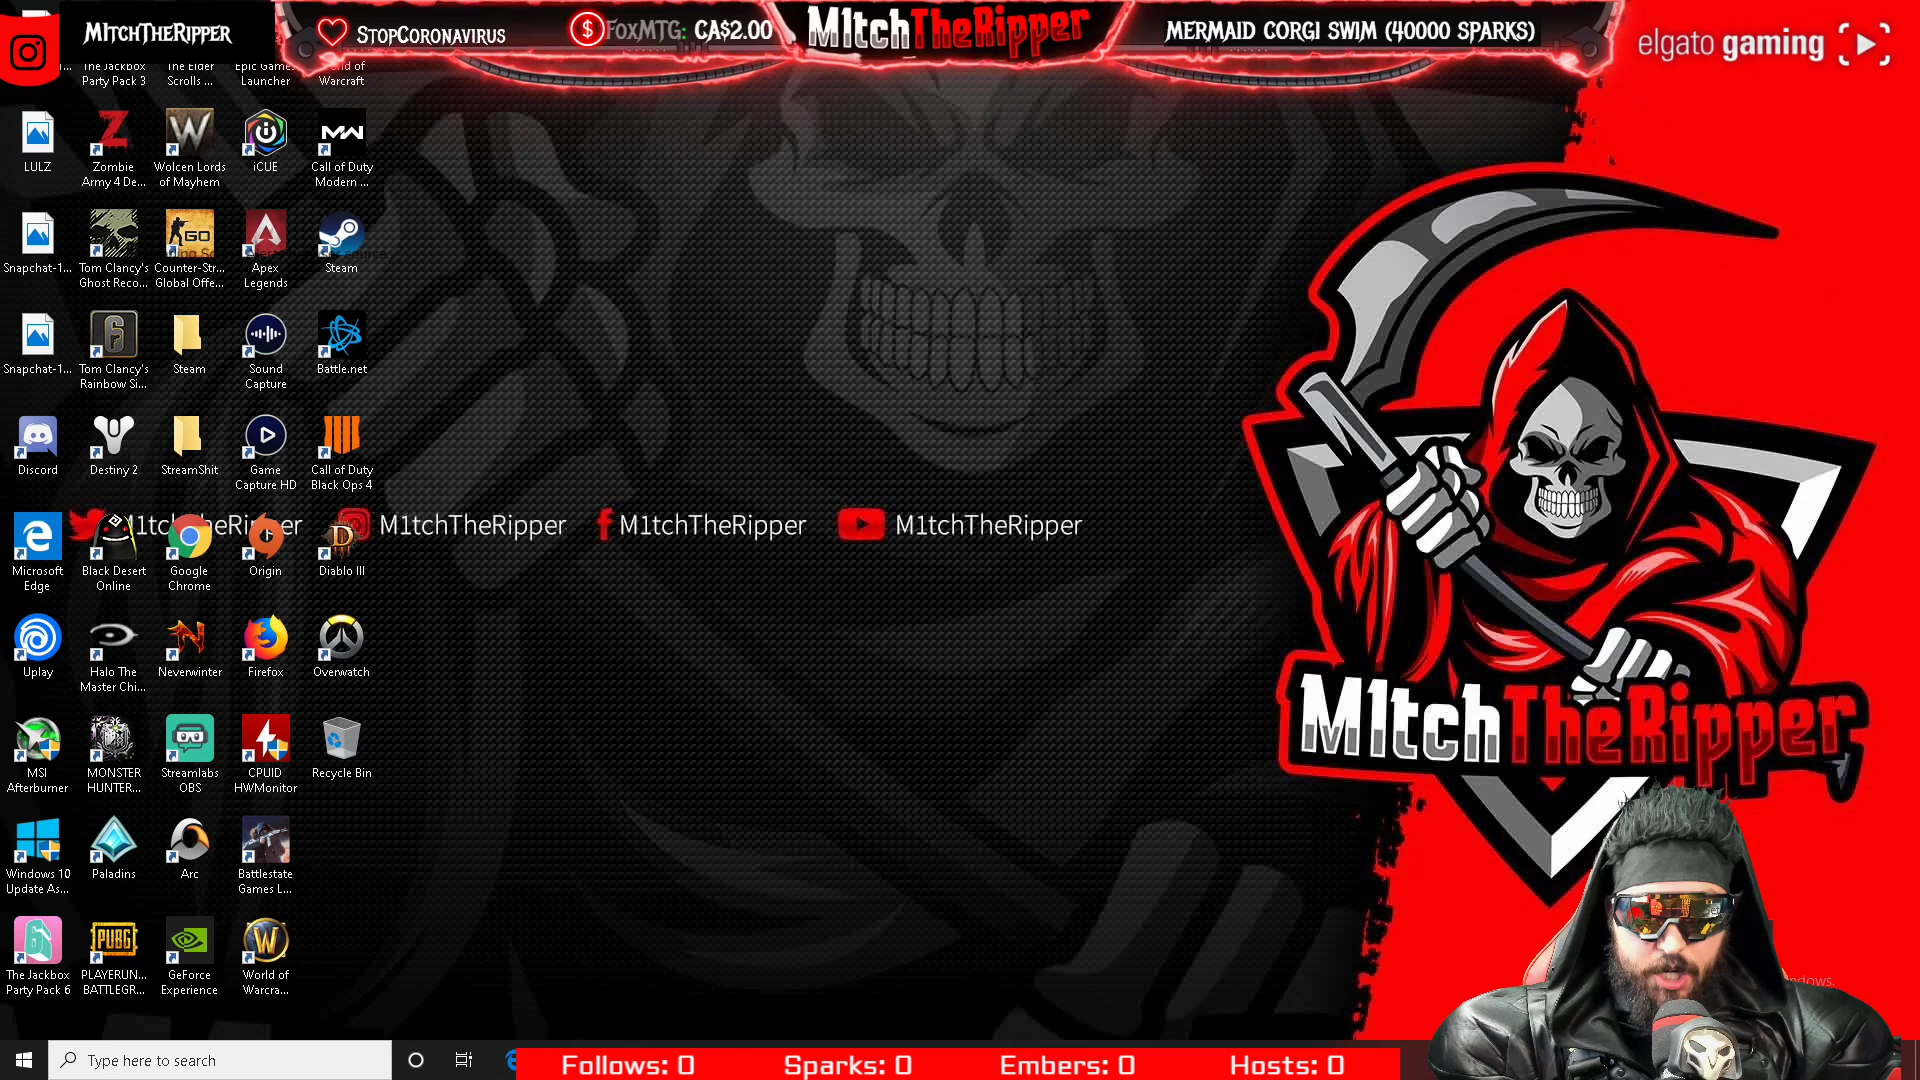 M1tchTheRipper
StopCoronavirus
FoxMTG: CA$2.00
M1tchTheRipper
MERMAID CORGI SWIM (40000 SPARKS)
elgato gaming
The Jackbox
Party Pack 3
The Elder
Scrolls ...
Epic Games
Launcher
Warcraft
LULZ
Zombie
Army 4 De...
Wolcen Lords
of Mayhem
iCUE
Call of Duty
Modern ...
Snapchat-1...
Tom Clancy's
Ghost Reco...
Counter-Str...
Global Offe...
Apex
Legends
Steam
Snapchat-1...
Tom Clancy's
Rainbow Si...
Steam
Sound
Capture
Battle.net
Discord
Destiny 2
StreamShit
Game
Capture HD
Call of Duty
Black Ops 4
M1tchTheRipper
M1tchTheRipper
M1tchTheRipper
Microsoft
Edge
Black Desert
Online
Google
Chrome
Origin
Diablo III
Uplay
Halo The
Master Chi...
Neverwinter
Firefox
Overwatch
M1tchTheRipper
MSI
Afterburner
MONSTER
HUNTER...
Streamlabs
OBS
CPUID
HWMonitor
Recycle Bin
Windows 10
Update As...
Paladins
Arc
Battlestate
Games L...
The Jackbox
Party Pack 6
PUBG
PLAYERUN...
BATTLEGR...
GeForce
Experience
World of
Warcra...
Type here to search
Follows: 0
Sparks: 0
Embers: 0
Hosts: 0